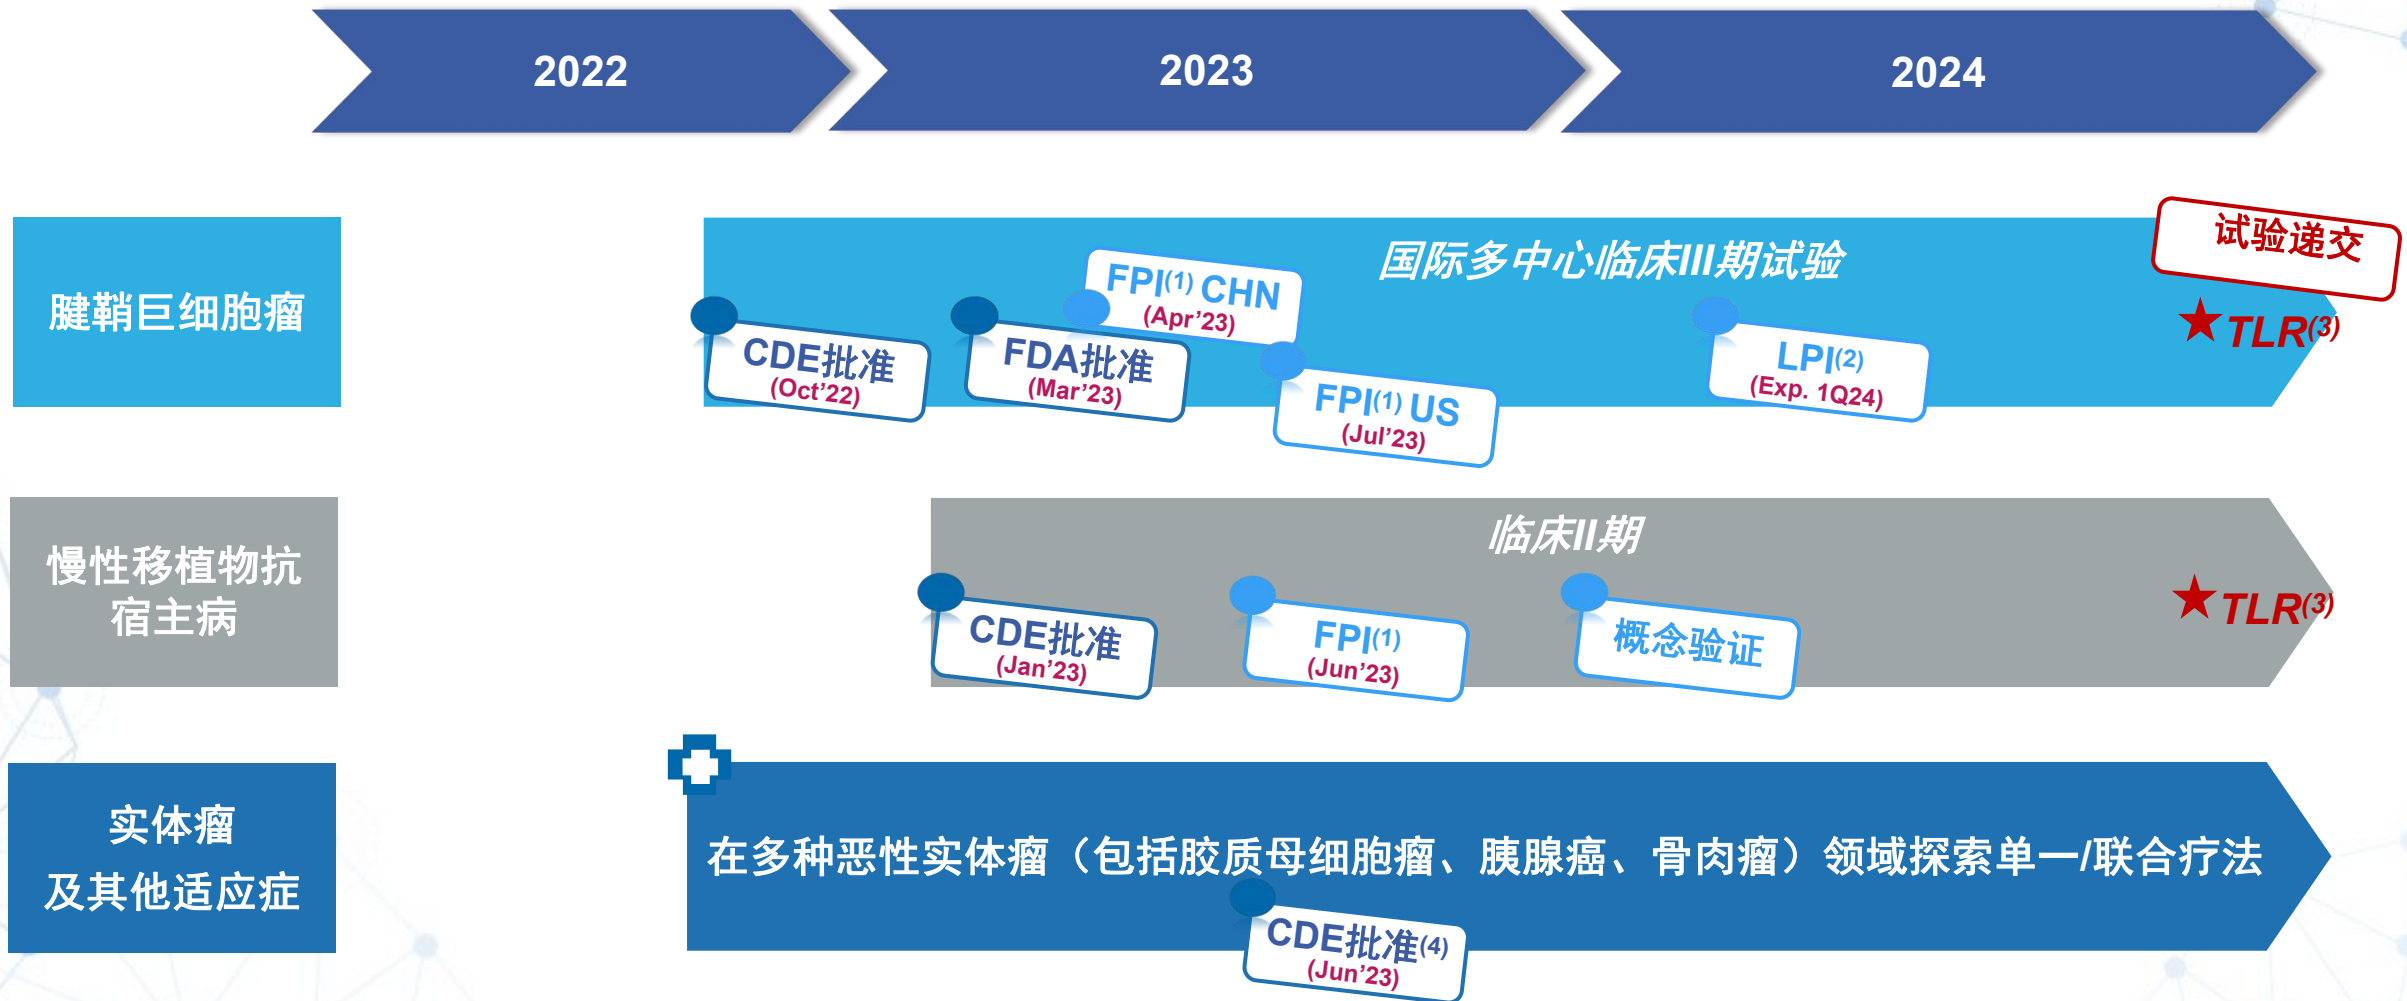 2022
2023
2024
腱鞘巨细胞瘤
国际多中心临床III期试验
试验递交
CDE批准
(Oct’22)
FDA批准
(Mar’23)
FPI(1) CHN
(Apr’23)
FPI(1) US
(Jul’23)
LPI(2)
(Exp. 1Q24)
★TLR(3)
慢性移植物抗
宿主病
临床II期
CDE批准
(Jan’23)
FPI(1)
(Jun’23)
概念验证
★TLR(3)
实体瘤
及其他适应症
在多种恶性实体瘤（包括胶质母细胞瘤、胰腺癌、骨肉瘤）领域探索单一/联合疗法
CDE批准(4)
(Jun’23)